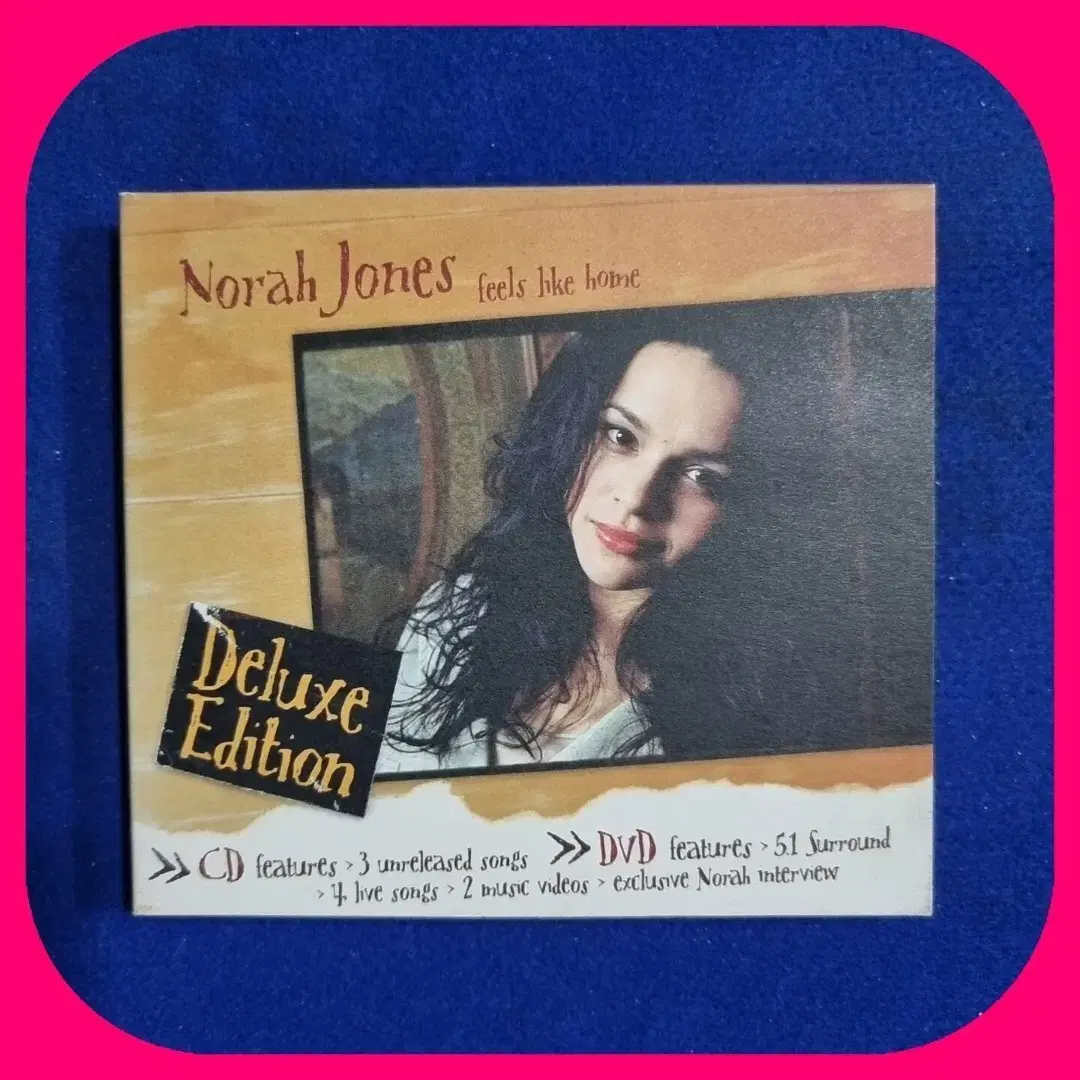 Norah Jones feels like home
Deluxe
Edition
>> CD features > 3 unreleased songs >> DVD features > 5.1 Surround
> 4 live songs > 2 music videos > exclusive Norah interview